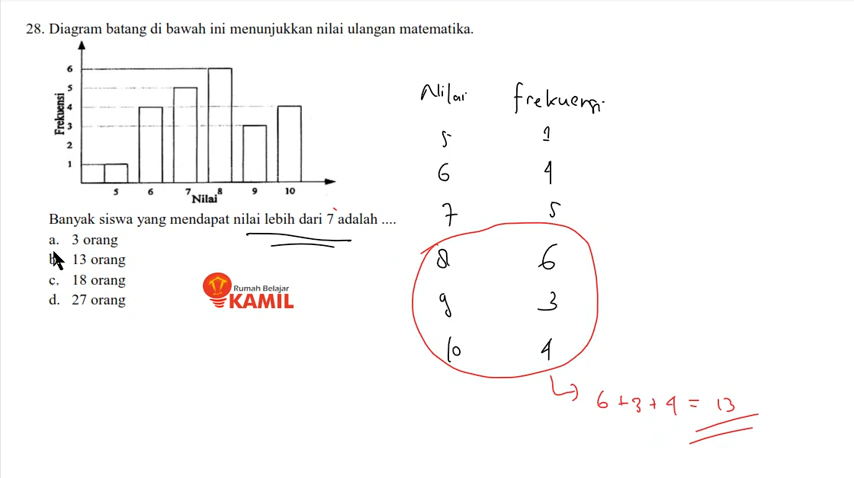 28. Diagram batang di bawah ini menunjukkan nilai ulangan matematika.
6
5
4
3
2
1
Frekuensi
5 6 7 8 9 10
Nilai
Banyak siswa yang mendapat nilai lebih dari 7 adalah ....
a. 3 orang
13 orang
c. 18 orang
d. 27 orang
Rumah Belajar
KAMIL
Nilai frekuensi
5 1
6 4
7 5
8 6
9 3
10 4
6 + 3 + 4 = 13